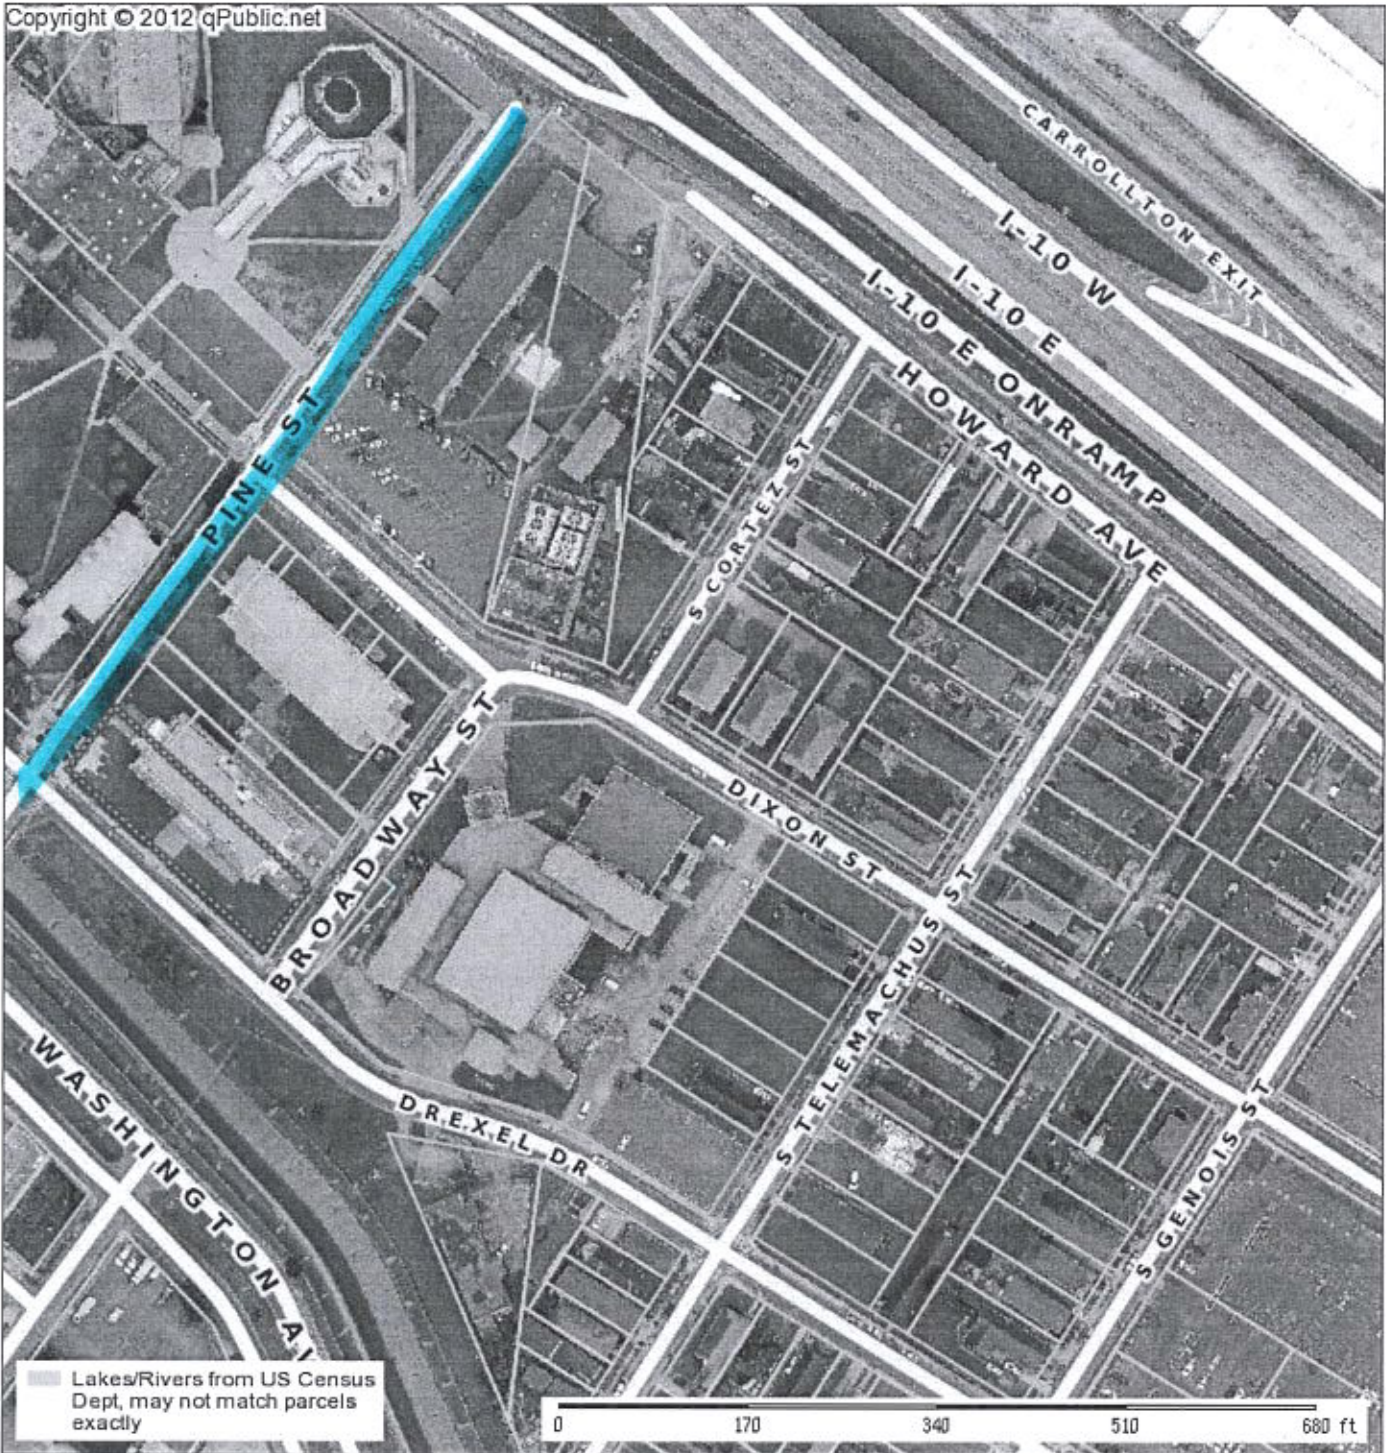 Copyright © 2012 qPublic.net
CARROLLTON EXIT
I-10 W
I-10 E
I-10 E ONRAMP
HOWARD AVE
PINE ST
S CORTEZ ST
BROADWAY ST
DIXON ST
S TELEMACHUS ST
WASHINGTON AV
DREXEL DR
S GENOIS ST
Lakes/Rivers from US Census
Dept, may not match parcels
exactly
0 170 340 510 680 ft